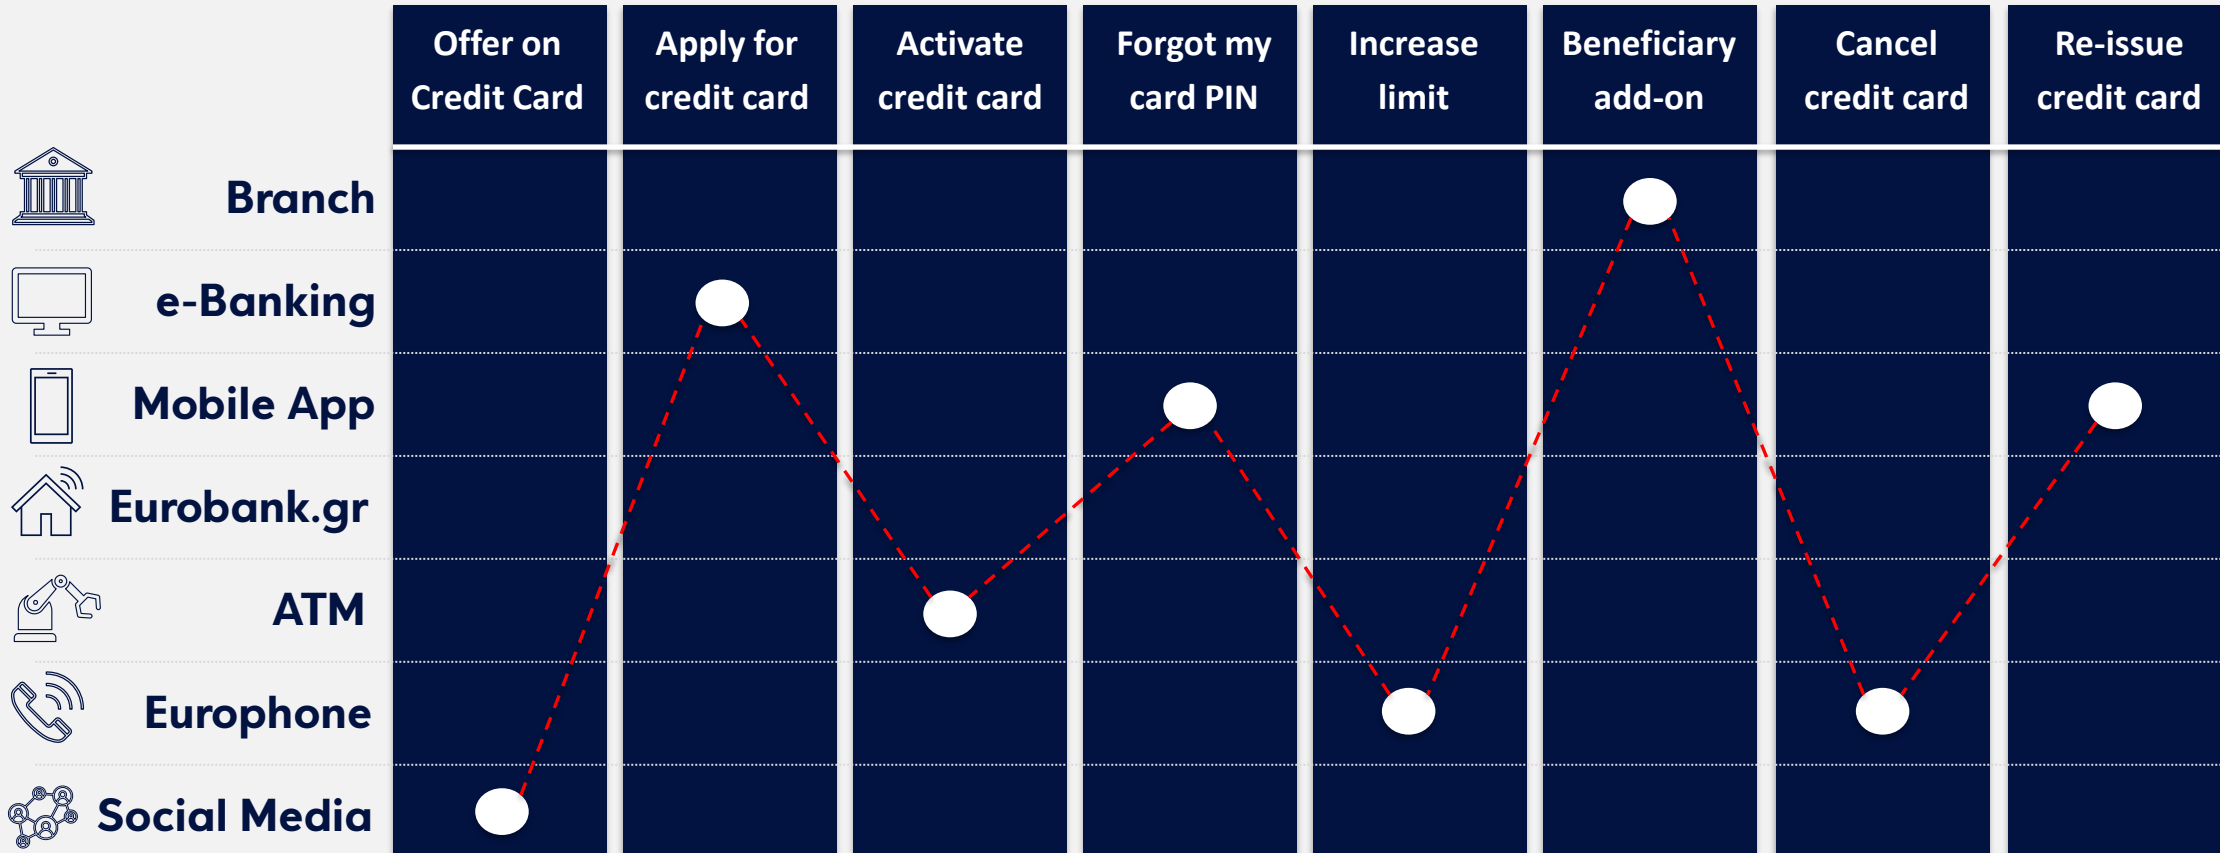 Offer on
Credit Card
Apply for
credit card
Activate
credit card
Forgot my
card PIN
Increase
limit
Beneficiary
add-on
Cancel
credit card
Re-issue
credit card
Branch
e-Banking
Mobile App
Eurobank.gr
ATM
Europhone
Social Media